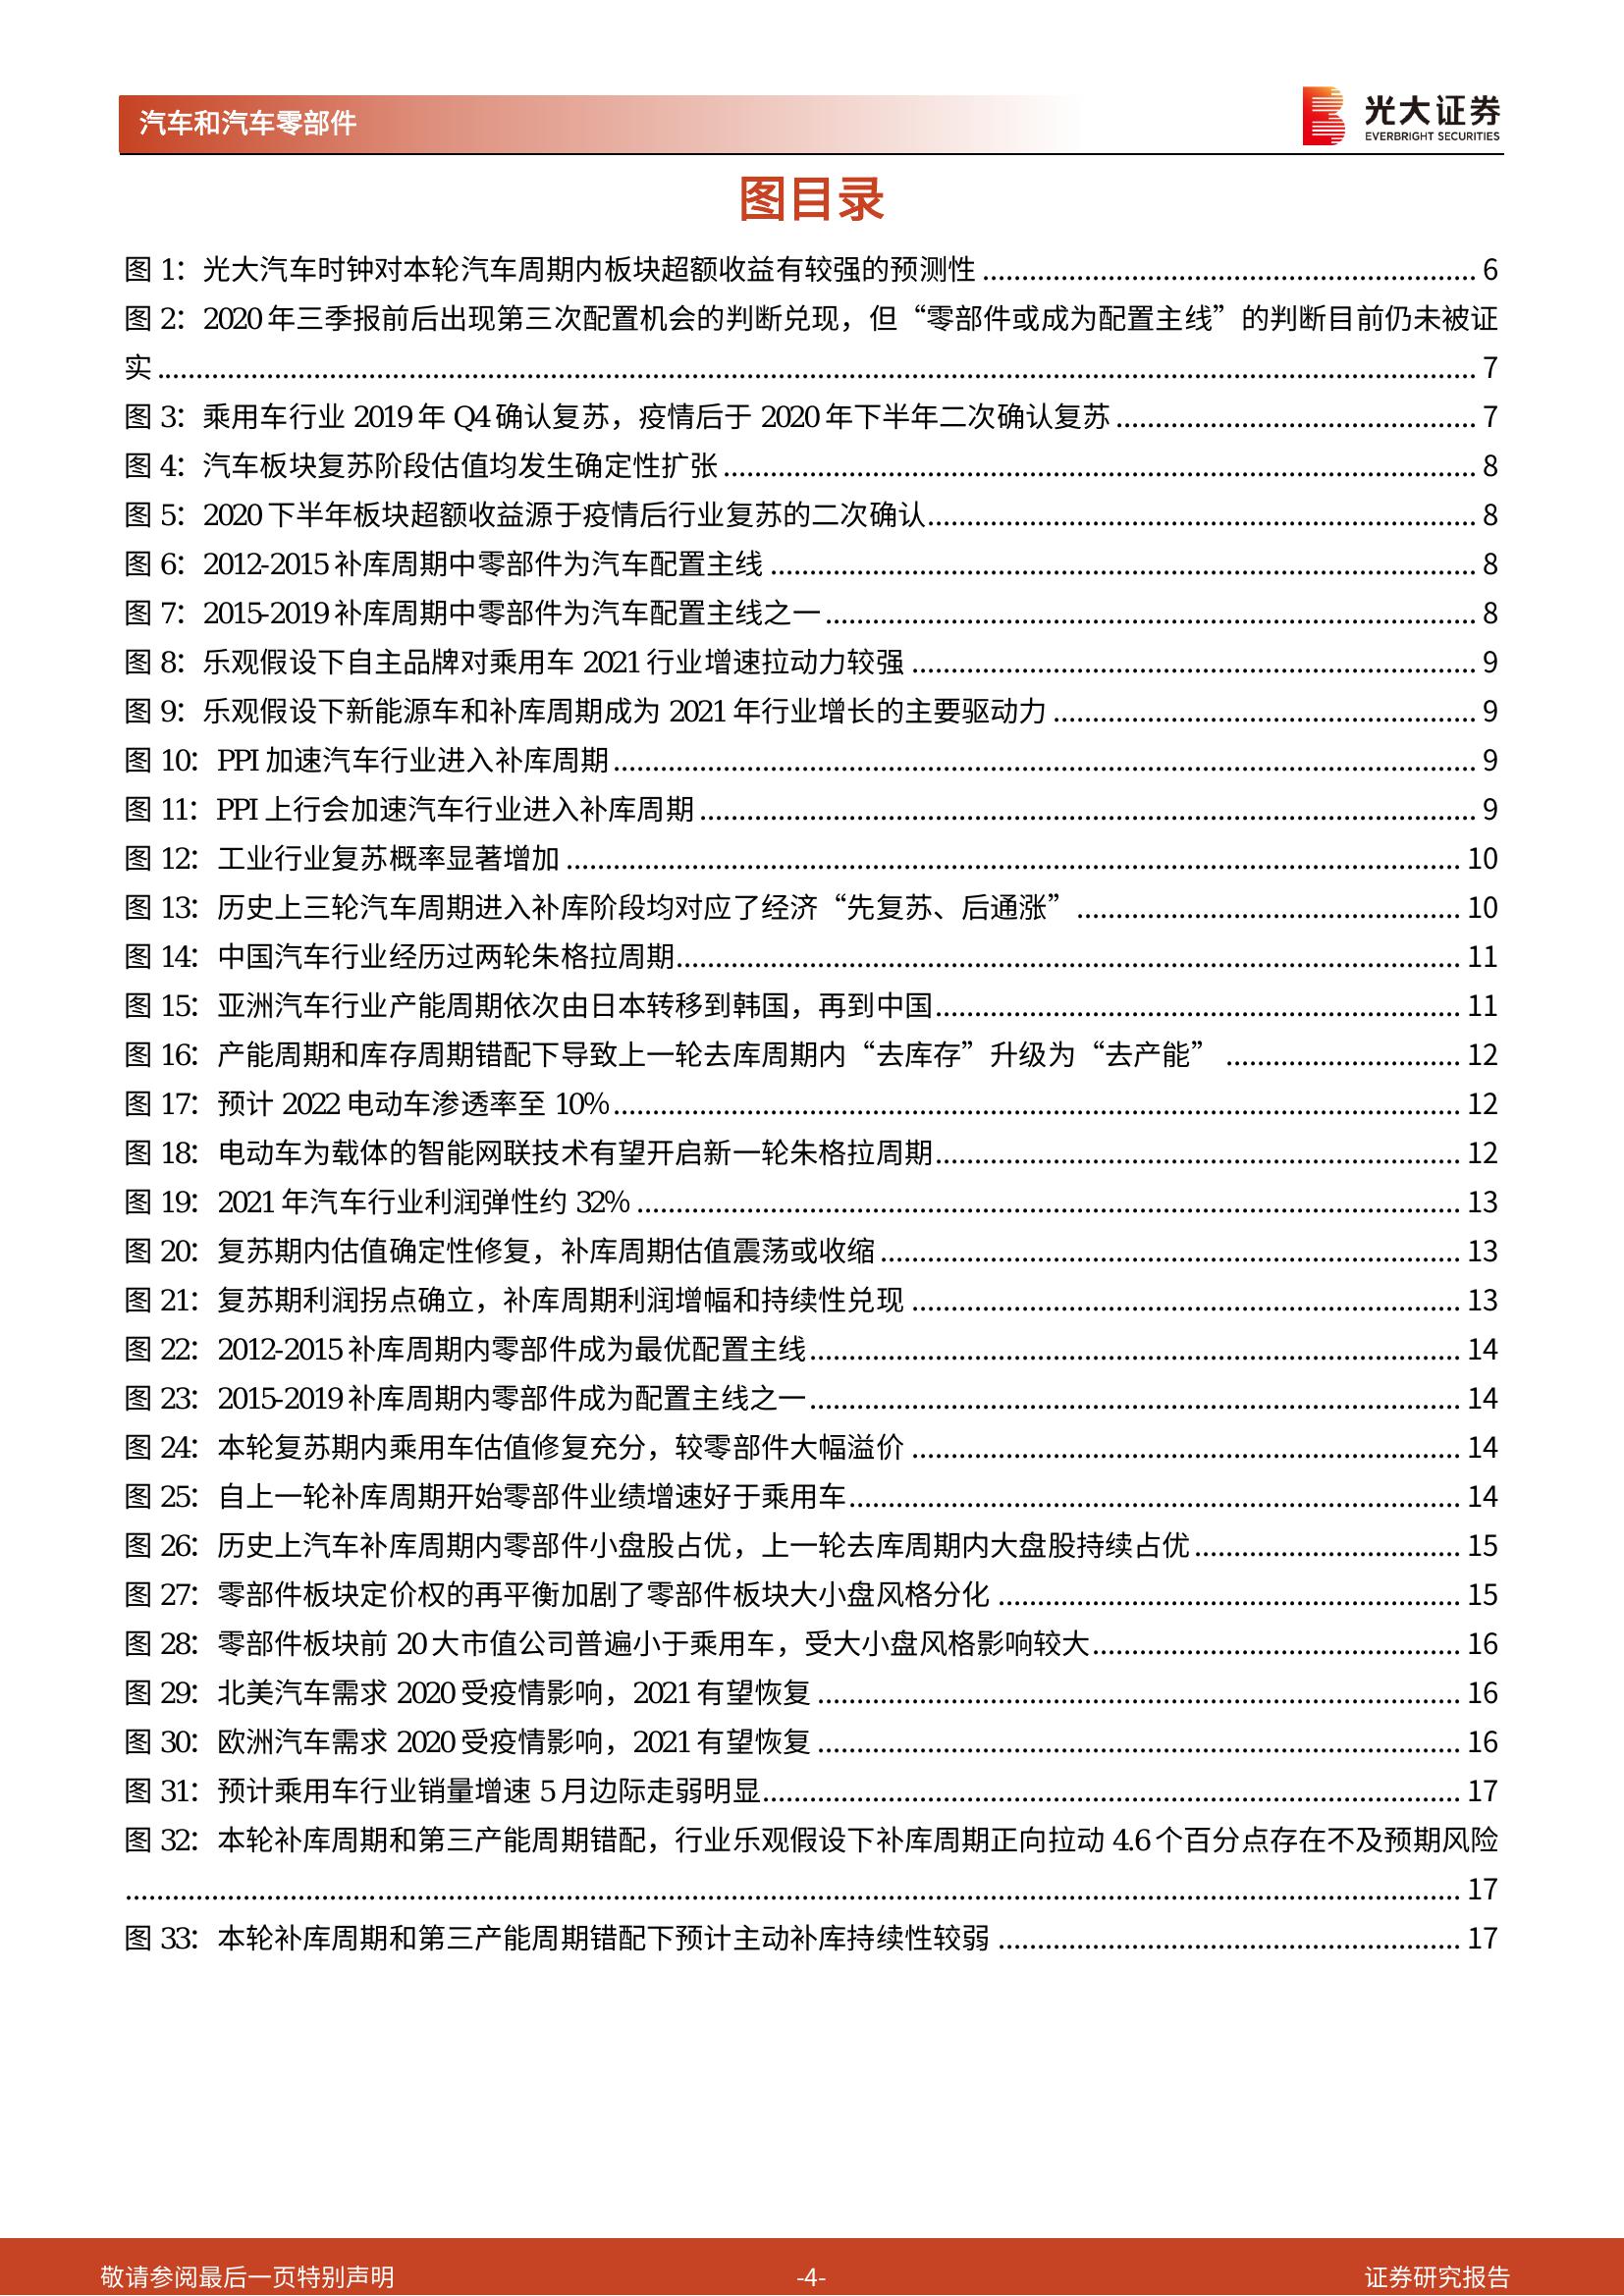 汽车和汽车零部件
光大证券
EVERBRIGHT SECURITIES
图目录
图 1：光大汽车时钟对本轮汽车周期内板块超额收益有较强的预测性 ........ 6
图 2：2020 年三季报前后出现第三次配置机会的判断兑现，但“零部件或成为配置主线”的判断目前仍未被证
实 ........ 7
图 3：乘用车行业 2019 年 Q4 确认复苏，疫情后于 2020 年下半年二次确认复苏 ........ 7
图 4：汽车板块复苏阶段估值均发生确定性扩张 ........ 8
图 5：2020 下半年板块超额收益源于疫情后行业复苏的二次确认 ........ 8
图 6：2012-2015 补库周期中零部件为汽车配置主线 ........ 8
图 7：2015-2019 补库周期中零部件为汽车配置主线之一 ........ 8
图 8：乐观假设下自主品牌对乘用车 2021 行业增速拉动力较强 ........ 9
图 9：乐观假设下新能源车和补库周期成为 2021 年行业增长的主要驱动力 ........ 9
图 10：PPI 加速汽车行业进入补库周期 ........ 9
图 11：PPI 上行会加速汽车行业进入补库周期 ........ 9
图 12：工业行业复苏概率显著增加 ........ 10
图 13：历史上三轮汽车周期进入补库阶段均对应了经济“先复苏、后通涨” ........ 10
图 14：中国汽车行业经历过两轮朱格拉周期 ........ 11
图 15：亚洲汽车行业产能周期依次由日本转移到韩国，再到中国 ........ 11
图 16：产能周期和库存周期错配下导致上一轮去库周期内“去库存”升级为“去产能” ........ 12
图 17：预计 2022 电动车渗透率至 10% ........ 12
图 18：电动车为载体的智能网联技术有望开启新一轮朱格拉周期 ........ 12
图 19：2021 年汽车行业利润弹性约 32% ........ 13
图 20：复苏期内估值确定性修复，补库周期估值震荡或收缩 ........ 13
图 21：复苏期利润拐点确立，补库周期利润增幅和持续性兑现 ........ 13
图 22：2012-2015 补库周期内零部件成为最优配置主线 ........ 14
图 23：2015-2019 补库周期内零部件成为配置主线之一 ........ 14
图 24：本轮复苏期内乘用车估值修复充分，较零部件大幅溢价 ........ 14
图 25：自上一轮补库周期开始零部件业绩增速好于乘用车 ........ 14
图 26：历史上汽车补库周期内零部件小盘股占优，上一轮去库周期内大盘股持续占优 ........ 15
图 27：零部件板块定价权的再平衡加剧了零部件板块大小盘风格分化 ........ 15
图 28：零部件板块前 20 大市值公司普遍小于乘用车，受大小盘风格影响较大 ........ 16
图 29：北美汽车需求 2020 受疫情影响，2021 有望恢复 ........ 16
图 30：欧洲汽车需求 2020 受疫情影响，2021 有望恢复 ........ 16
图 31：预计乘用车行业销量增速 5 月边际走弱明显 ........ 17
图 32：本轮补库周期和第三产能周期错配，行业乐观假设下补库周期正向拉动 4.6 个百分点存在不及预期风险
........ 17
图 33：本轮补库周期和第三产能周期错配下预计主动补库持续性较弱 ........ 17
敬请参阅最后一页特别声明
-4-
证券研究报告